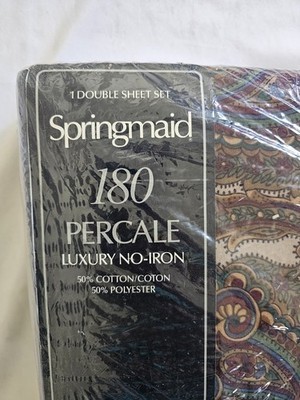 1 DOUBLE SHEET SET
Springmaid
180
PERCALE
LUXURY NO-IRON
50% COTTON/COTON
50% POLYESTER